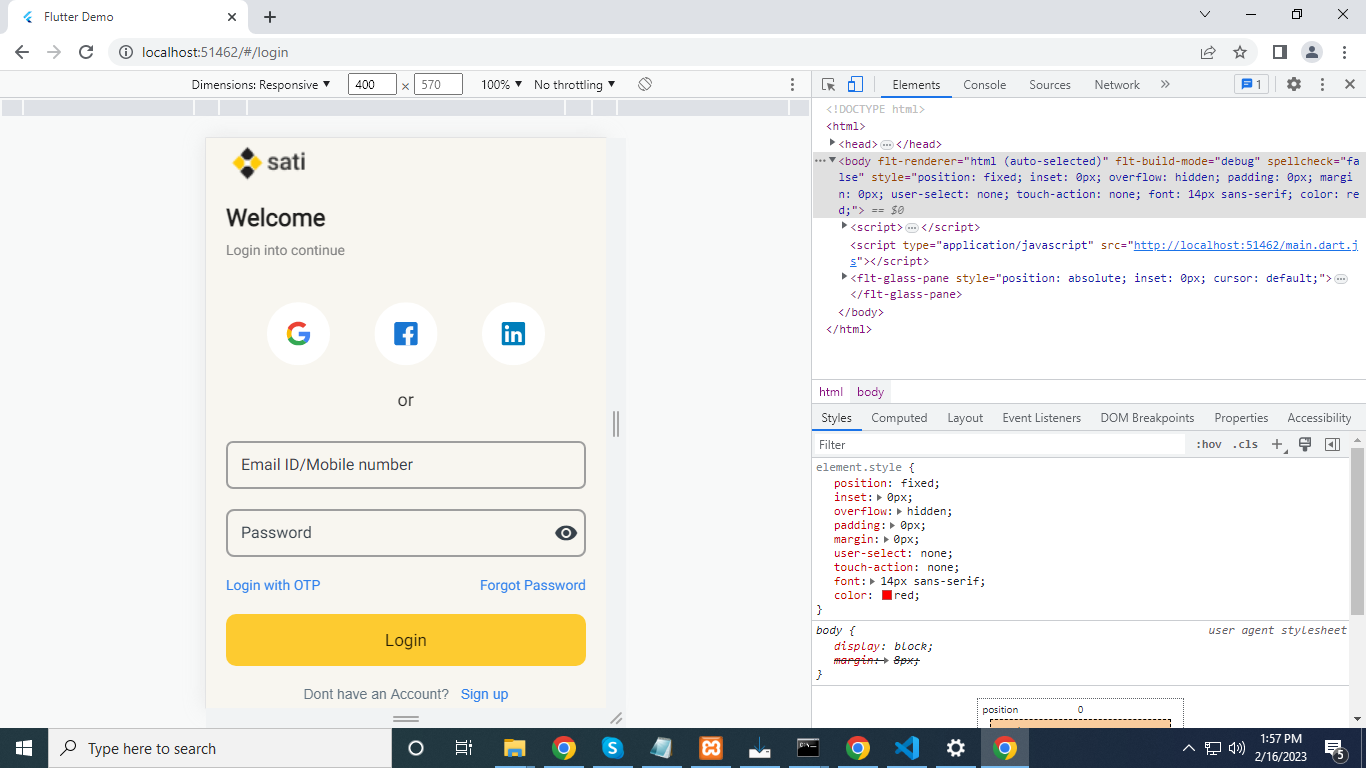 Flutter Demo
localhost:51462/#/login
Dimensions: Responsive
400 × 570
100%
No throttling
sati
Welcome
Login into continue
or
Email ID/Mobile number
Password
Login with OTP
Forgot Password
Login
Dont have an Account? Sign up
Elements
Console
Sources
Network
1
<!DOCTYPE html>
<html>
<head> … </head>
<body flt-renderer="html (auto-selected)" flt-build-mode="debug" spellcheck="fa
lse" style="position: fixed; inset: 0px; overflow: hidden; padding: 0px; margi
n: 0px; user-select: none; touch-action: none; font: 14px sans-serif; color: re
d;"> == $0
<script> … </script>
<script type="application/javascript" src="http://localhost:51462/main.dart.j
s"></script>
<flt-glass-pane style="position: absolute; inset: 0px; cursor: default;"> …
</flt-glass-pane>
</body>
</html>
html body
Styles
Computed
Layout
Event Listeners
DOM Breakpoints
Properties
Accessibility
Filter
:hov .cls
element.style {
position: fixed;
inset: 0px;
overflow: hidden;
padding: 0px;
margin: 0px;
user-select: none;
touch-action: none;
font: 14px sans-serif;
color: red;
}
body {
user agent stylesheet
display: block;
margin: 8px;
}
position 0
Type here to search
1:57 PM
2/16/2023
5